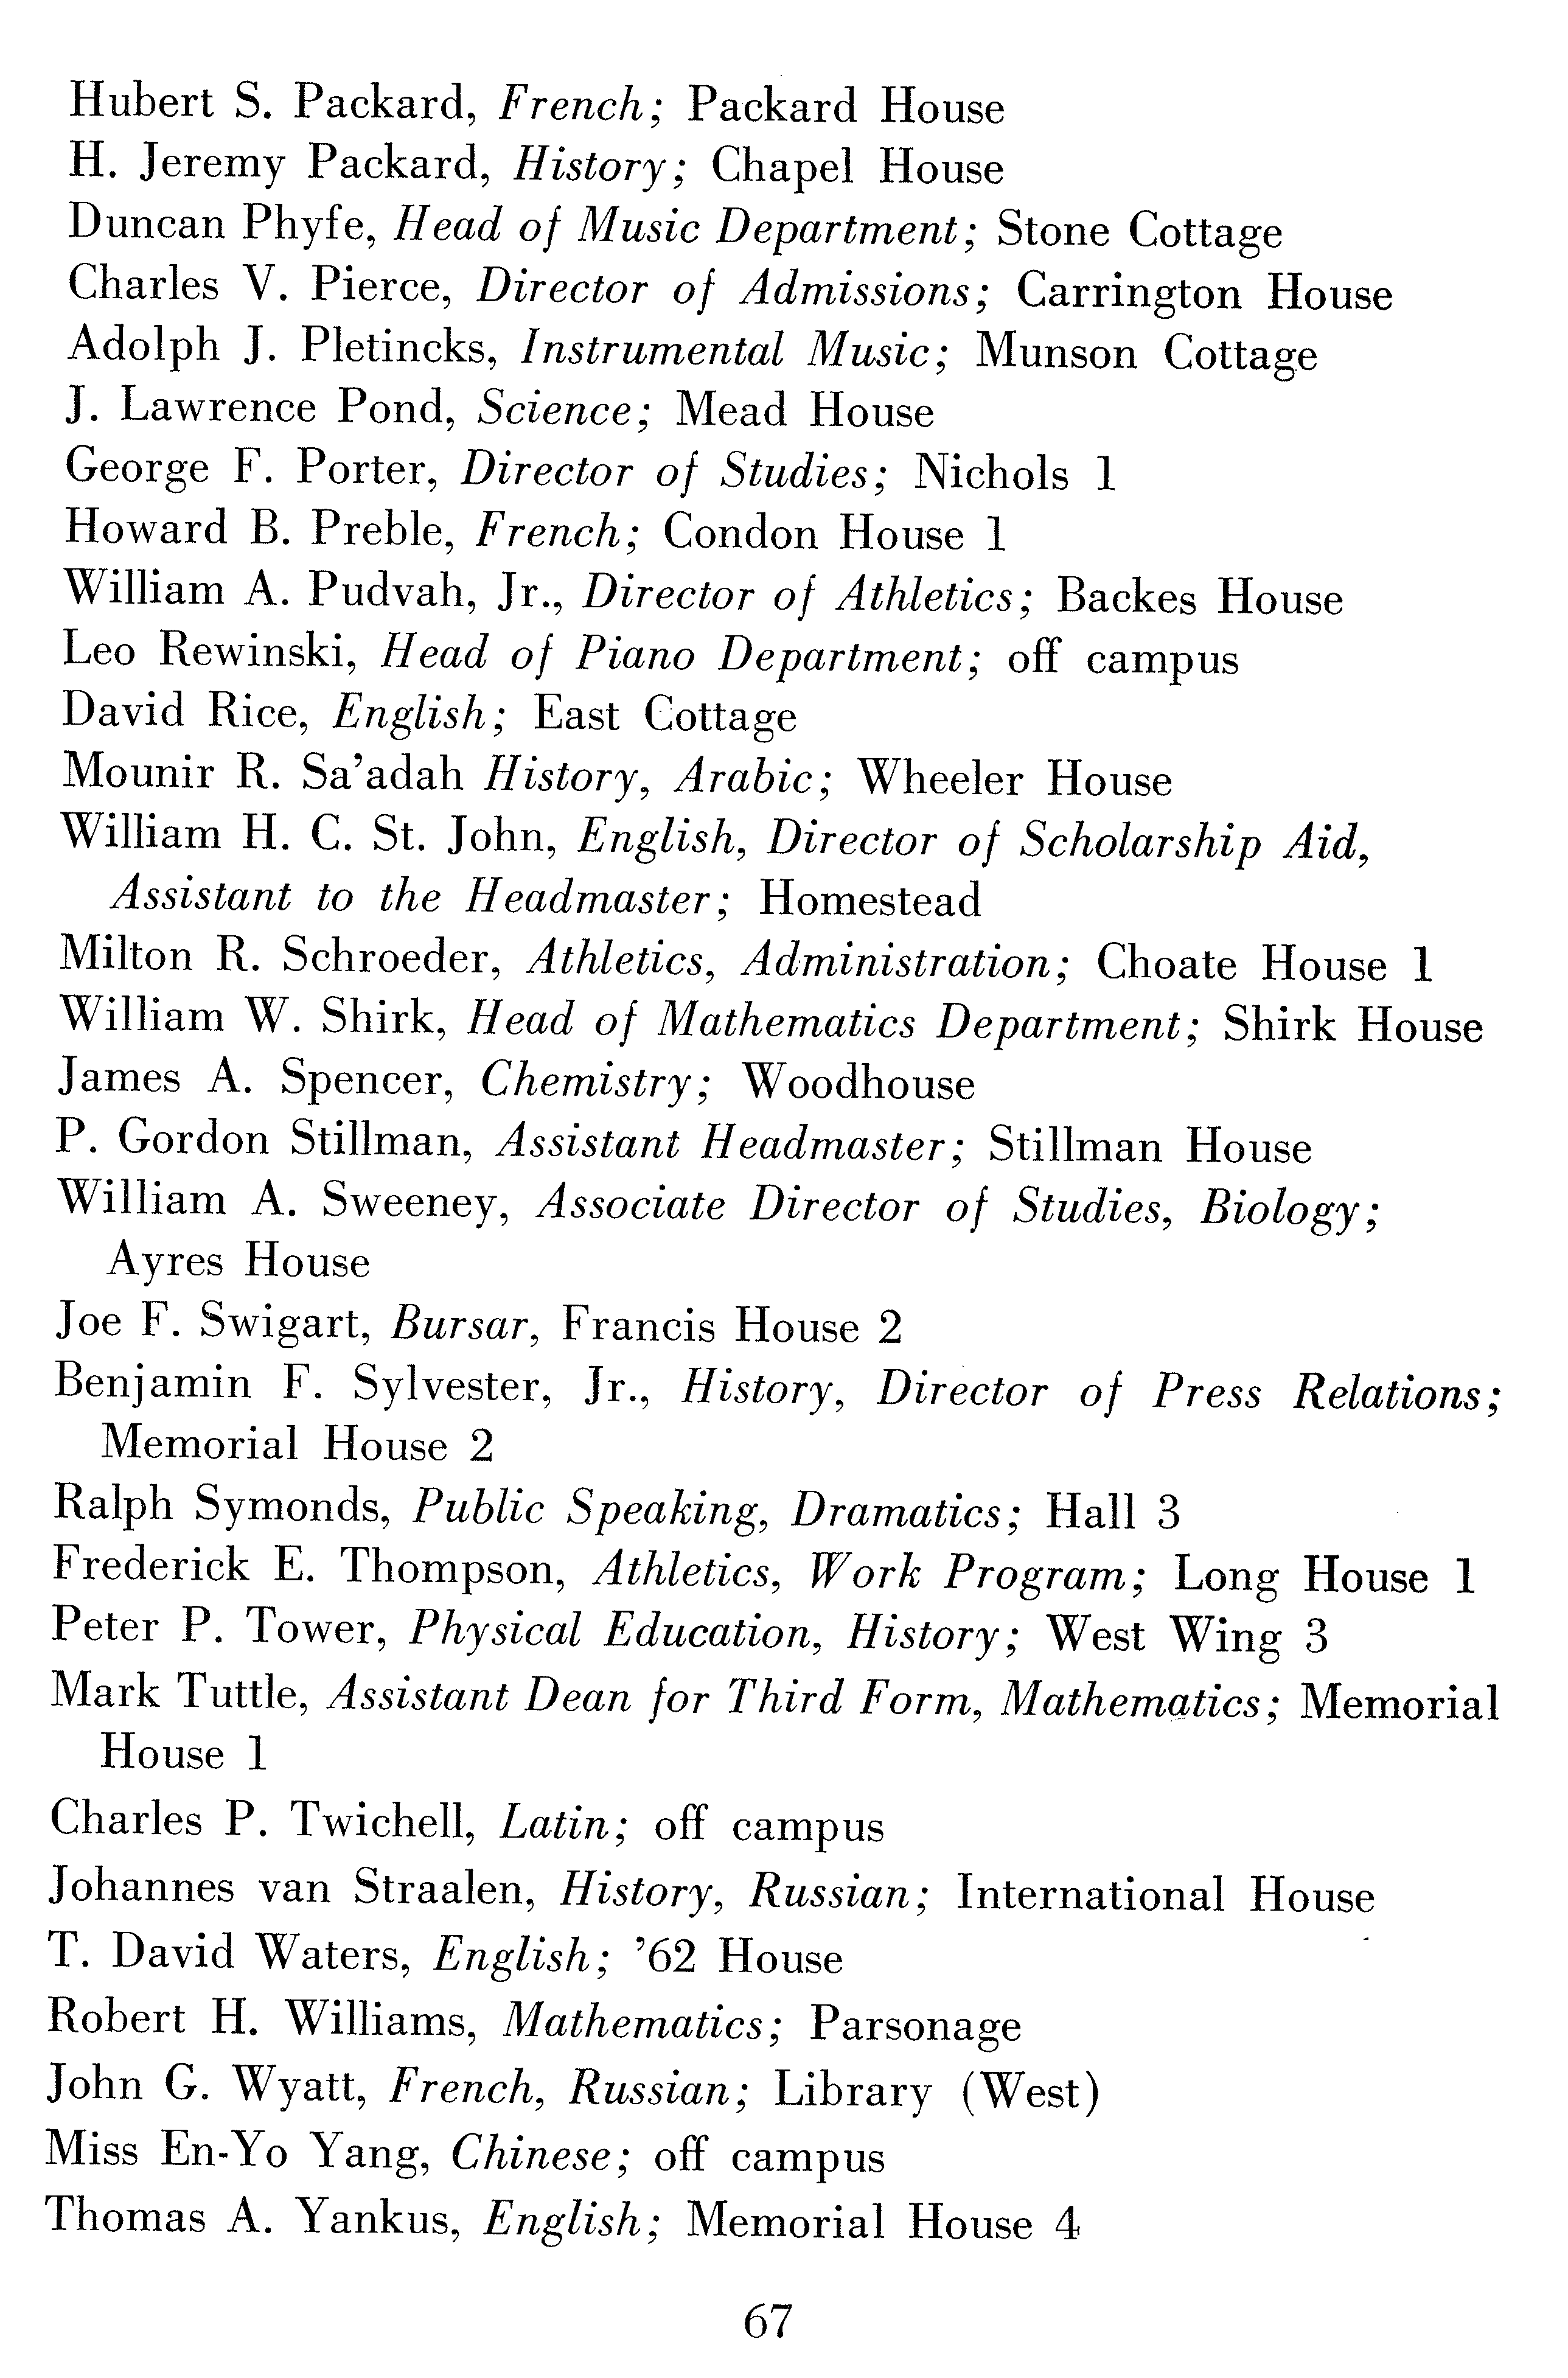 Hubert S. Packard, French; Packard House
H. Jeremy Packard, History; Chapel House
Duncan Phyfe, Head of Music Department; Stone Cottage
Charles V. Pierce, Director of Admissions; Carrington House
Adolph J. Pletincks, Instrumental Music; Munson Cottage
J. Lawrence Pond, Science; Mead House
George F. Porter, Director of Studies; Nichols 1
Howard B. Preble, French; Condon House 1
William A. Pudvah, Jr., Director of Athletics; Backes House
Leo Rewinski, Head of Piano Department; off campus
David Rice, English; East Cottage
Mounir R. Sa'adah History, Arabic; Wheeler House
William H. C. St. John, English, Director of Scholarship Aid,
Assistant to the Headmaster; Homestead
Milton R. Schroeder, Athletics, Administration; Choate House 1
William W. Shirk, Head of Mathematics Department; Shirk House
James A. Spencer, Chemistry; Woodhouse
P. Gordon Stillman, Assistant Headmaster; Stillman House
William A. Sweeney, Associate Director of Studies, Biology;
Ayres House
Joe F. Swigart, Bursar, Francis House 2
Benjamin F. Sylvester, Jr., History, Director of Press Relations;
Memorial House 2
Ralph Symonds, Public Speaking, Dramatics; Hall 3
Frederick E. Thompson, Athletics, Work Program; Long House 1
Peter P. Tower, Physical Education, History; West Wing 3
Mark Tuttle, Assistant Dean for Third Form, Mathematics; Memorial
House 1
Charles P. Twichell, Latin; off campus
Johannes van Straalen, History, Russian; International House
T. David Waters, English; '62 House
Robert H. Williams, Mathematics; Parsonage
John G. Wyatt, French, Russian; Library (West)
Miss En-Yo Yang, Chinese; off campus
Thomas A. Yankus, English; Memorial House 4
67